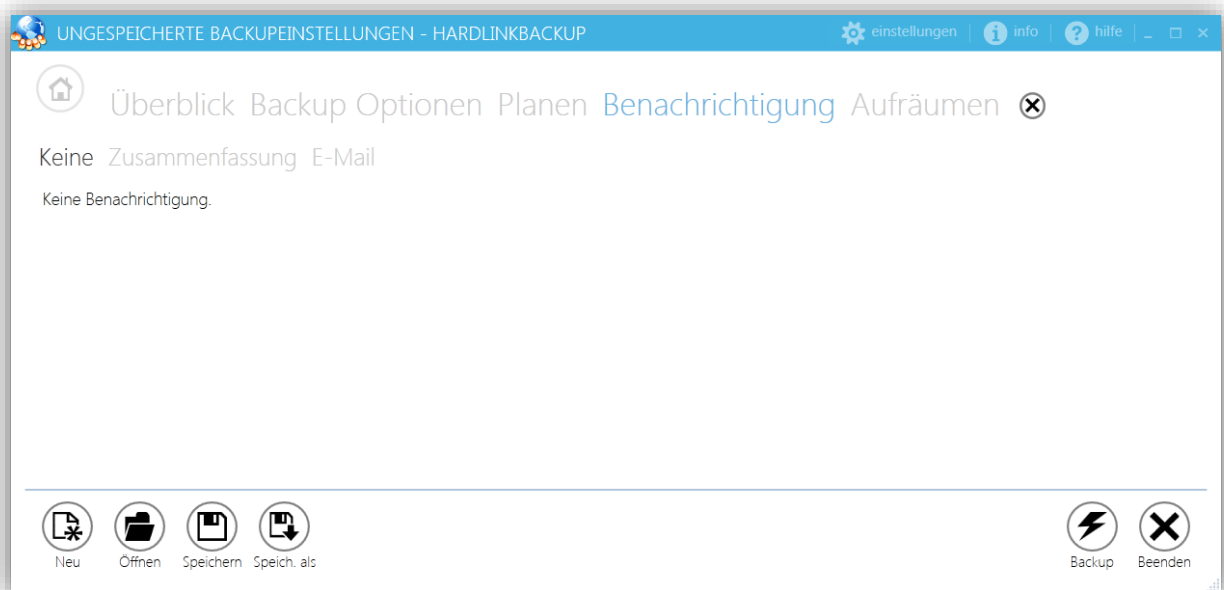 UNGESPEICHERTE BACKUPEINSTELLUNGEN - HARDLINKBACKUP einstellungen info hilfe
Überblick Backup Optionen Planen Benachrichtigung Aufräumen
Keine Zusammenfassung E-Mail
Keine Benachrichtigung.
Neu Öffnen Speichern Speich. als Backup Beenden